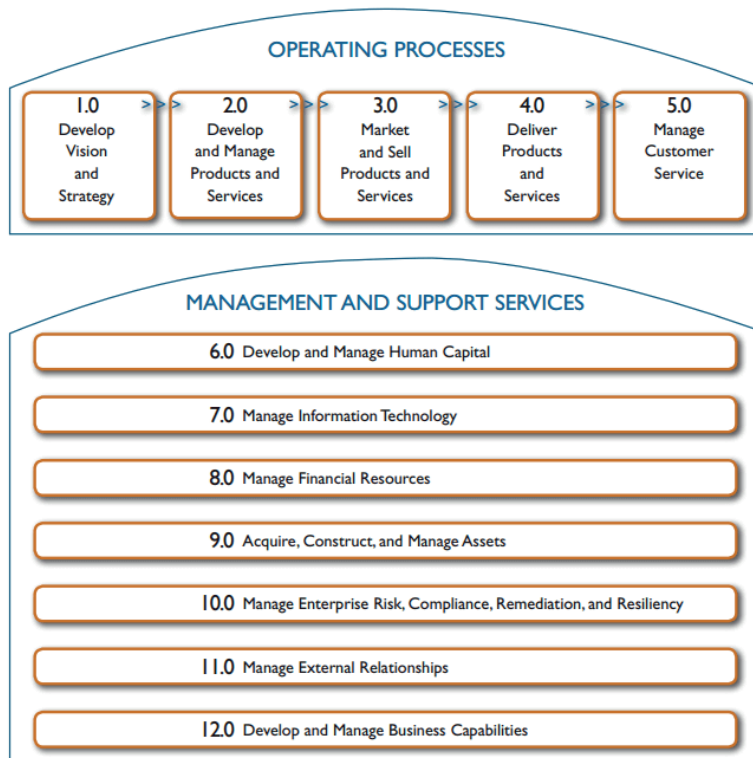 OPERATING PROCESSES
1.0 >>>
Develop
Vision
and
Strategy
2.0 >>>
Develop
and Manage
Products and
Services
3.0 >>>
Market
and Sell
Products and
Services
4.0 >>>
Deliver
Products
and
Services
5.0
Manage
Customer
Service
MANAGEMENT AND SUPPORT SERVICES
6.0 Develop and Manage Human Capital
7.0 Manage Information Technology
8.0 Manage Financial Resources
9.0 Acquire, Construct, and Manage Assets
10.0 Manage Enterprise Risk, Compliance, Remediation, and Resiliency
11.0 Manage External Relationships
12.0 Develop and Manage Business Capabilities